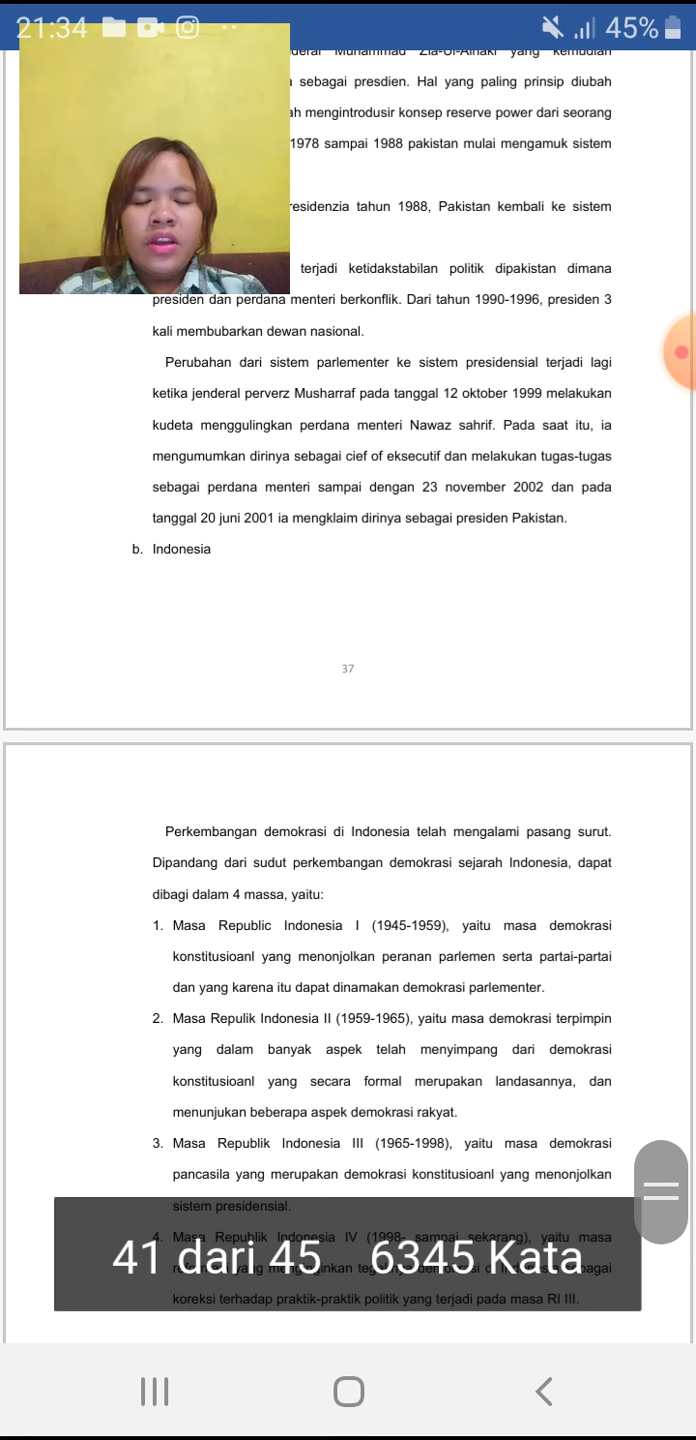 21:34
45%
sebagai presdien. Hal yang paling prinsip diubah
mengintrodusir konsep reserve power dari seorang
1978 sampai 1988 pakistan mulai mengamuk sistem
residenzia tahun 1988, Pakistan kembali ke sistem
terjadi ketidakstabilan politik dipakistan dimana
presiden dan perdana menteri berkonflik. Dari tahun 1990-1996, presiden 3
kali membubarkan dewan nasional.
Perubahan dari sistem parlementer ke sistem presidensial terjadi lagi
ketika jenderal perverz Musharraf pada tanggal 12 oktober 1999 melakukan
kudeta menggulingkan perdana menteri Nawaz sahrif. Pada saat itu, ia
mengumumkan dirinya sebagai cief of eksecutif dan melakukan tugas-tugas
sebagai perdana menteri sampai dengan 23 november 2002 dan pada
tanggal 20 juni 2001 ia mengklaim dirinya sebagai presiden Pakistan.
b. Indonesia
37
Perkembangan demokrasi di Indonesia telah mengalami pasang surut.
Dipandang dari sudut perkembangan demokrasi sejarah Indonesia, dapat
dibagi dalam 4 massa, yaitu:
1. Masa Republic Indonesia I (1945-1959), yaitu masa demokrasi
konstitusioanl yang menonjolkan peranan parlemen serta partai-partai
dan yang karena itu dapat dinamakan demokrasi parlementer.
2. Masa Repulik Indonesia II (1959-1965), yaitu masa demokrasi terpimpin
yang dalam banyak aspek telah menyimpang dari demokrasi
konstitusioanl yang secara formal merupakan landasannya, dan
menunjukan beberapa aspek demokrasi rakyat.
3. Masa Republik Indonesia III (1965-1998), yaitu masa demokrasi
pancasila yang merupakan demokrasi konstitusioanl yang menonjolkan
sistem presidensial.
4. Masa Republik Indonesia IV (1998- sampai sekarang), yaitu masa
41 dari 45 6345 Kata
koreksi terhadap praktik-praktik politik yang terjadi pada masa RI III.